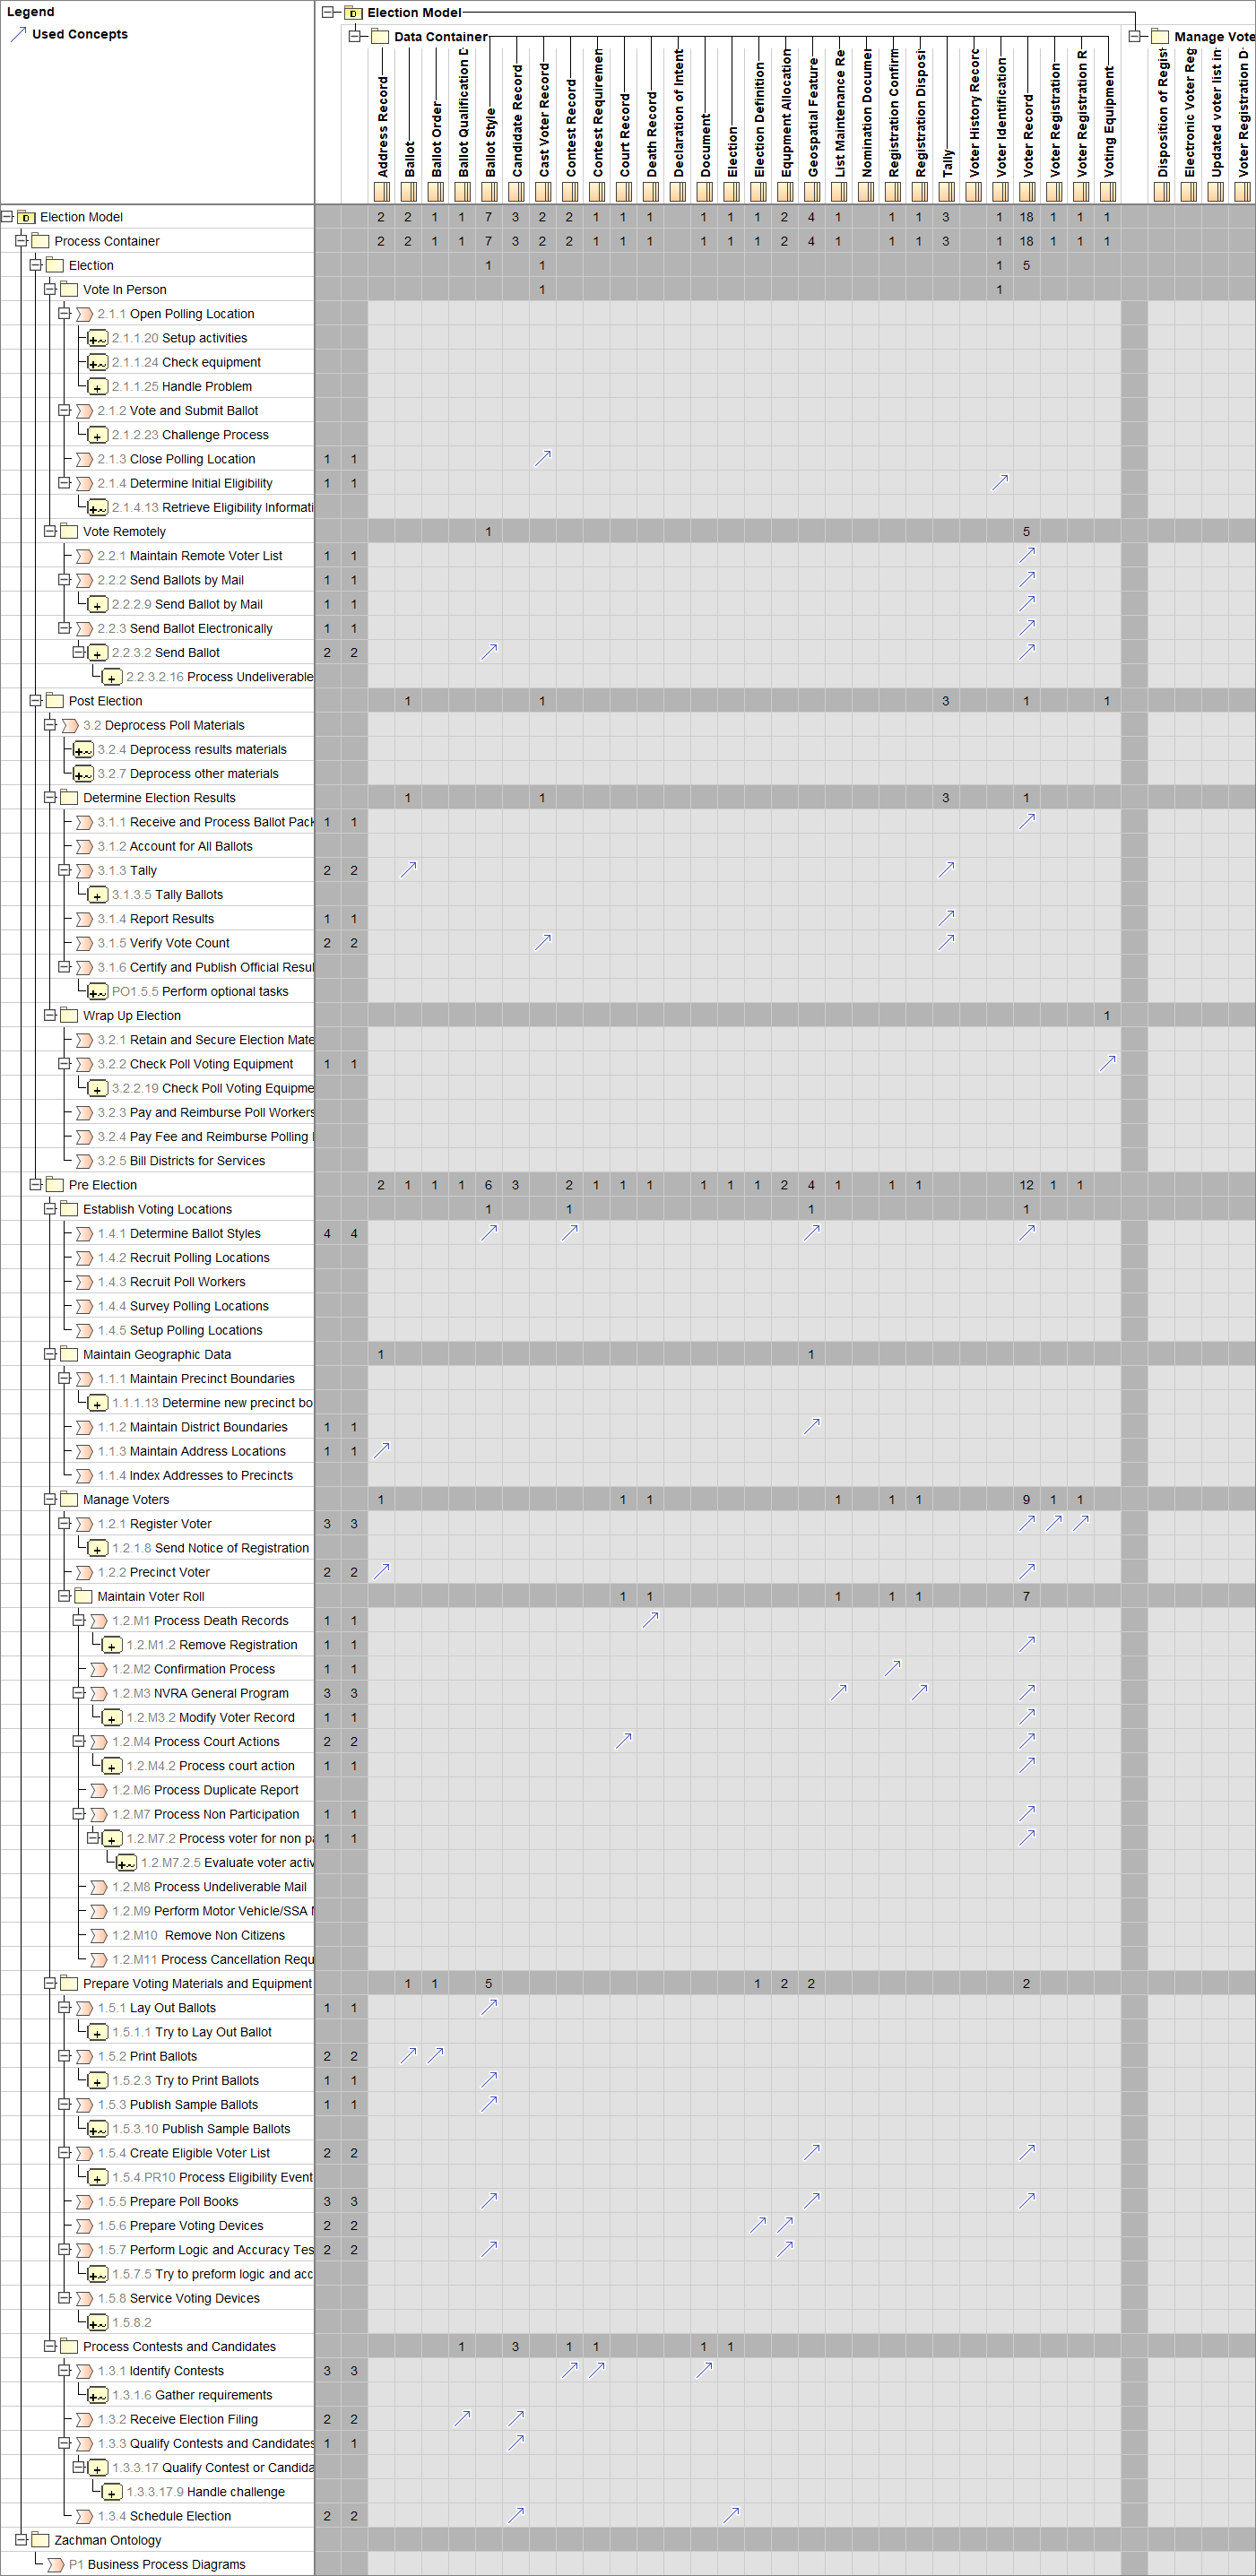 Legend
Used Concepts
Election Model
Data Container
Manage Vote
Address Record
Ballot
Ballot Order
Ballot Qualification D
Ballot Style
Candidate Record
Cast Voter Record
Contest Record
Contest Requiremen
Court Record
Death Record
Declaration of Intent
Document
Election
Election Definition
Equpment Allocation
Geospatial Feature
List Maintenance Re
Nomination Documen
Registration Confirm
Registration Disposi
Tally
Voter History Record
Voter Identification
Voter Record
Voter Registration
Voter Registration R
Voting Equipment
Disposition of Regist
Electronic Voter Reg
Updated voter list in
Voter Registration D
Election Model 2 2 1 1 7 3 2 2 1 1 1 1 1 1 2 4 1 1 1 3 1 18 1 1 1
Process Container 2 2 1 1 7 3 2 2 1 1 1 1 1 1 2 4 1 1 1 3 1 18 1 1 1
Election 1 1 1 5
Vote In Person 1 1
2.1.1 Open Polling Location
2.1.1.20 Setup activities
2.1.1.24 Check equipment
2.1.1.25 Handle Problem
2.1.2 Vote and Submit Ballot
2.1.2.23 Challenge Process
2.1.3 Close Polling Location 1 1
2.1.4 Determine Initial Eligibility 1 1
2.1.4.13 Retrieve Eligibility Informati
Vote Remotely 1 5
2.2.1 Maintain Remote Voter List 1 1
2.2.2 Send Ballots by Mail 1 1
2.2.2.9 Send Ballot by Mail 1 1
2.2.3 Send Ballot Electronically 1 1
2.2.3.2 Send Ballot 2 2
2.2.3.2.16 Process Undeliverable
Post Election 1 1 3 1 1
3.2 Deprocess Poll Materials
3.2.4 Deprocess results materials
3.2.7 Deprocess other materials
Determine Election Results 1 1 3 1
3.1.1 Receive and Process Ballot Pack 1 1
3.1.2 Account for All Ballots
3.1.3 Tally 2 2
3.1.3.5 Tally Ballots
3.1.4 Report Results 1 1
3.1.5 Verify Vote Count 2 2
3.1.6 Certify and Publish Official Resul
PO1.5.5 Perform optional tasks
Wrap Up Election 1
3.2.1 Retain and Secure Election Mate
3.2.2 Check Poll Voting Equipment 1 1
3.2.2.19 Check Poll Voting Equipme
3.2.3 Pay and Reimburse Poll Workers
3.2.4 Pay Fee and Reimburse Polling
3.2.5 Bill Districts for Services
Pre Election 2 1 1 1 6 3 2 1 1 1 1 1 1 2 4 1 1 1 12 1 1
Establish Voting Locations 1 1 1 1
1.4.1 Determine Ballot Styles 4 4
1.4.2 Recruit Polling Locations
1.4.3 Recruit Poll Workers
1.4.4 Survey Polling Locations
1.4.5 Setup Polling Locations
Maintain Geographic Data 1 1
1.1.1 Maintain Precinct Boundaries
1.1.1.13 Determine new precinct bo
1.1.2 Maintain District Boundaries 1 1
1.1.3 Maintain Address Locations 1 1
1.1.4 Index Addresses to Precincts
Manage Voters 1 1 1 1 1 1 9 1 1
1.2.1 Register Voter 3 3
1.2.1.8 Send Notice of Registration
1.2.2 Precinct Voter 2 2
Maintain Voter Roll 1 1 1 1 1 7
1.2.M1 Process Death Records 1 1
1.2.M1.2 Remove Registration 1 1
1.2.M2 Confirmation Process 1 1
1.2.M3 NVRA General Program 3 3
1.2.M3.2 Modify Voter Record 1 1
1.2.M4 Process Court Actions 2 2
1.2.M4.2 Process court action 1 1
1.2.M6 Process Duplicate Report
1.2.M7 Process Non Participation 1 1
1.2.M7.2 Process voter for non pa 1 1
1.2.M7.2.5 Evaluate voter activ
1.2.M8 Process Undeliverable Mail
1.2.M9 Perform Motor Vehicle/SSA
1.2.M10 Remove Non Citizens
1.2.M11 Process Cancellation Requ
Prepare Voting Materials and Equipment 1 1 5 1 2 2 2
1.5.1 Lay Out Ballots 1 1
1.5.1.1 Try to Lay Out Ballot
1.5.2 Print Ballots 2 2
1.5.2.3 Try to Print Ballots 1 1
1.5.3 Publish Sample Ballots 1 1
1.5.3.10 Publish Sample Ballots
1.5.4 Create Eligible Voter List 2 2
1.5.4.PR10 Process Eligibility Event
1.5.5 Prepare Poll Books 3 3
1.5.6 Prepare Voting Devices 2 2
1.5.7 Perform Logic and Accuracy Tes 2 2
1.5.7.5 Try to preform logic and acc
1.5.8 Service Voting Devices
1.5.8.2
Process Contests and Candidates 1 3 1 1 1 1
1.3.1 Identify Contests 3 3
1.3.1.6 Gather requirements
1.3.2 Receive Election Filing 2 2
1.3.3 Qualify Contests and Candidates 1 1
1.3.3.17 Qualify Contest or Candida
1.3.3.17.9 Handle challenge
1.3.4 Schedule Election 2 2
Zachman Ontology
P1 Business Process Diagrams